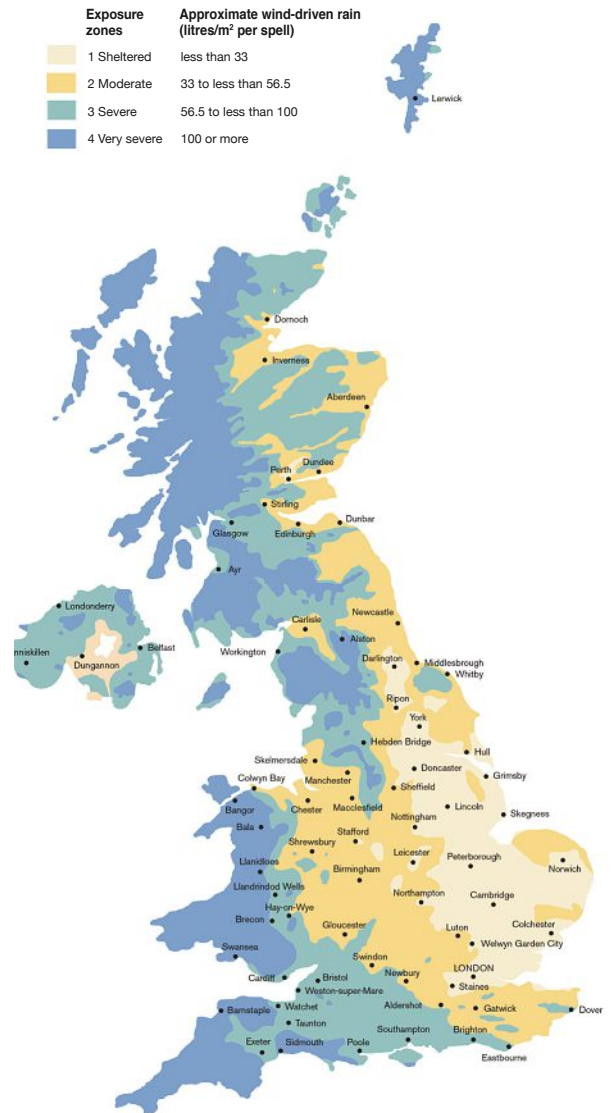 Exposure zones
Approximate wind-driven rain (litres/m² per spell)
1 Sheltered less than 33
2 Moderate 33 to less than 56.5
3 Severe 56.5 to less than 100
4 Very severe 100 or more
Lerwick
Dornoch
Inverness
Aberdeen
Dundee
Perth
Stirling
Dunbar
Glasgow
Edinburgh
Ayr
Londonderry
Newcastle
Carlisle
Alston
Belfast
Workington
nniskillen
Dungannon
Darlington
Middlesbrough
Whitby
Ripon
York
Hebden Bridge
Hull
Skelmersdale
Doncaster
Manchester
Grimsby
Colwyn Bay
Sheffield
Bangor
Chester
Macclesfield
Lincoln
Skegness
Nottingham
Bala
Stafford
Shrewsbury
Leicester
Peterborough
Norwich
Llanidloes
Birmingham
Llandrindod Wells
Northampton
Cambridge
Hay-on-Wye
Brecon
Gloucester
Luton
Colchester
Welwyn Garden City
Swansea
Swindon
Cardiff
Bristol
Newbury
LONDON
Staines
Weston-super-Mare
Barnstaple
Watchet
Aldershot
Gatwick
Dover
Taunton
Southampton
Brighton
Exeter
Sidmouth
Poole
Eastbourne